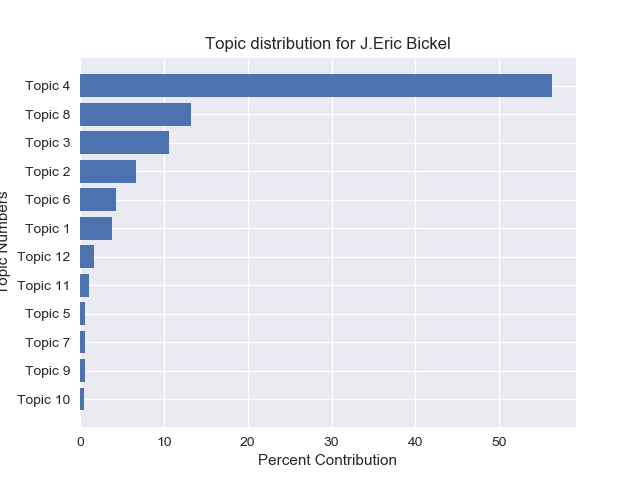 Topic distribution for J.Eric Bickel
Topic 4
Topic 8
Topic 3
Topic 2
Topic 6
Topic 1
Topic 12
Topic 11
Topic 5
Topic 7
Topic 9
Topic 10
Topic Numbers
0 10 20 30 40 50
Percent Contribution